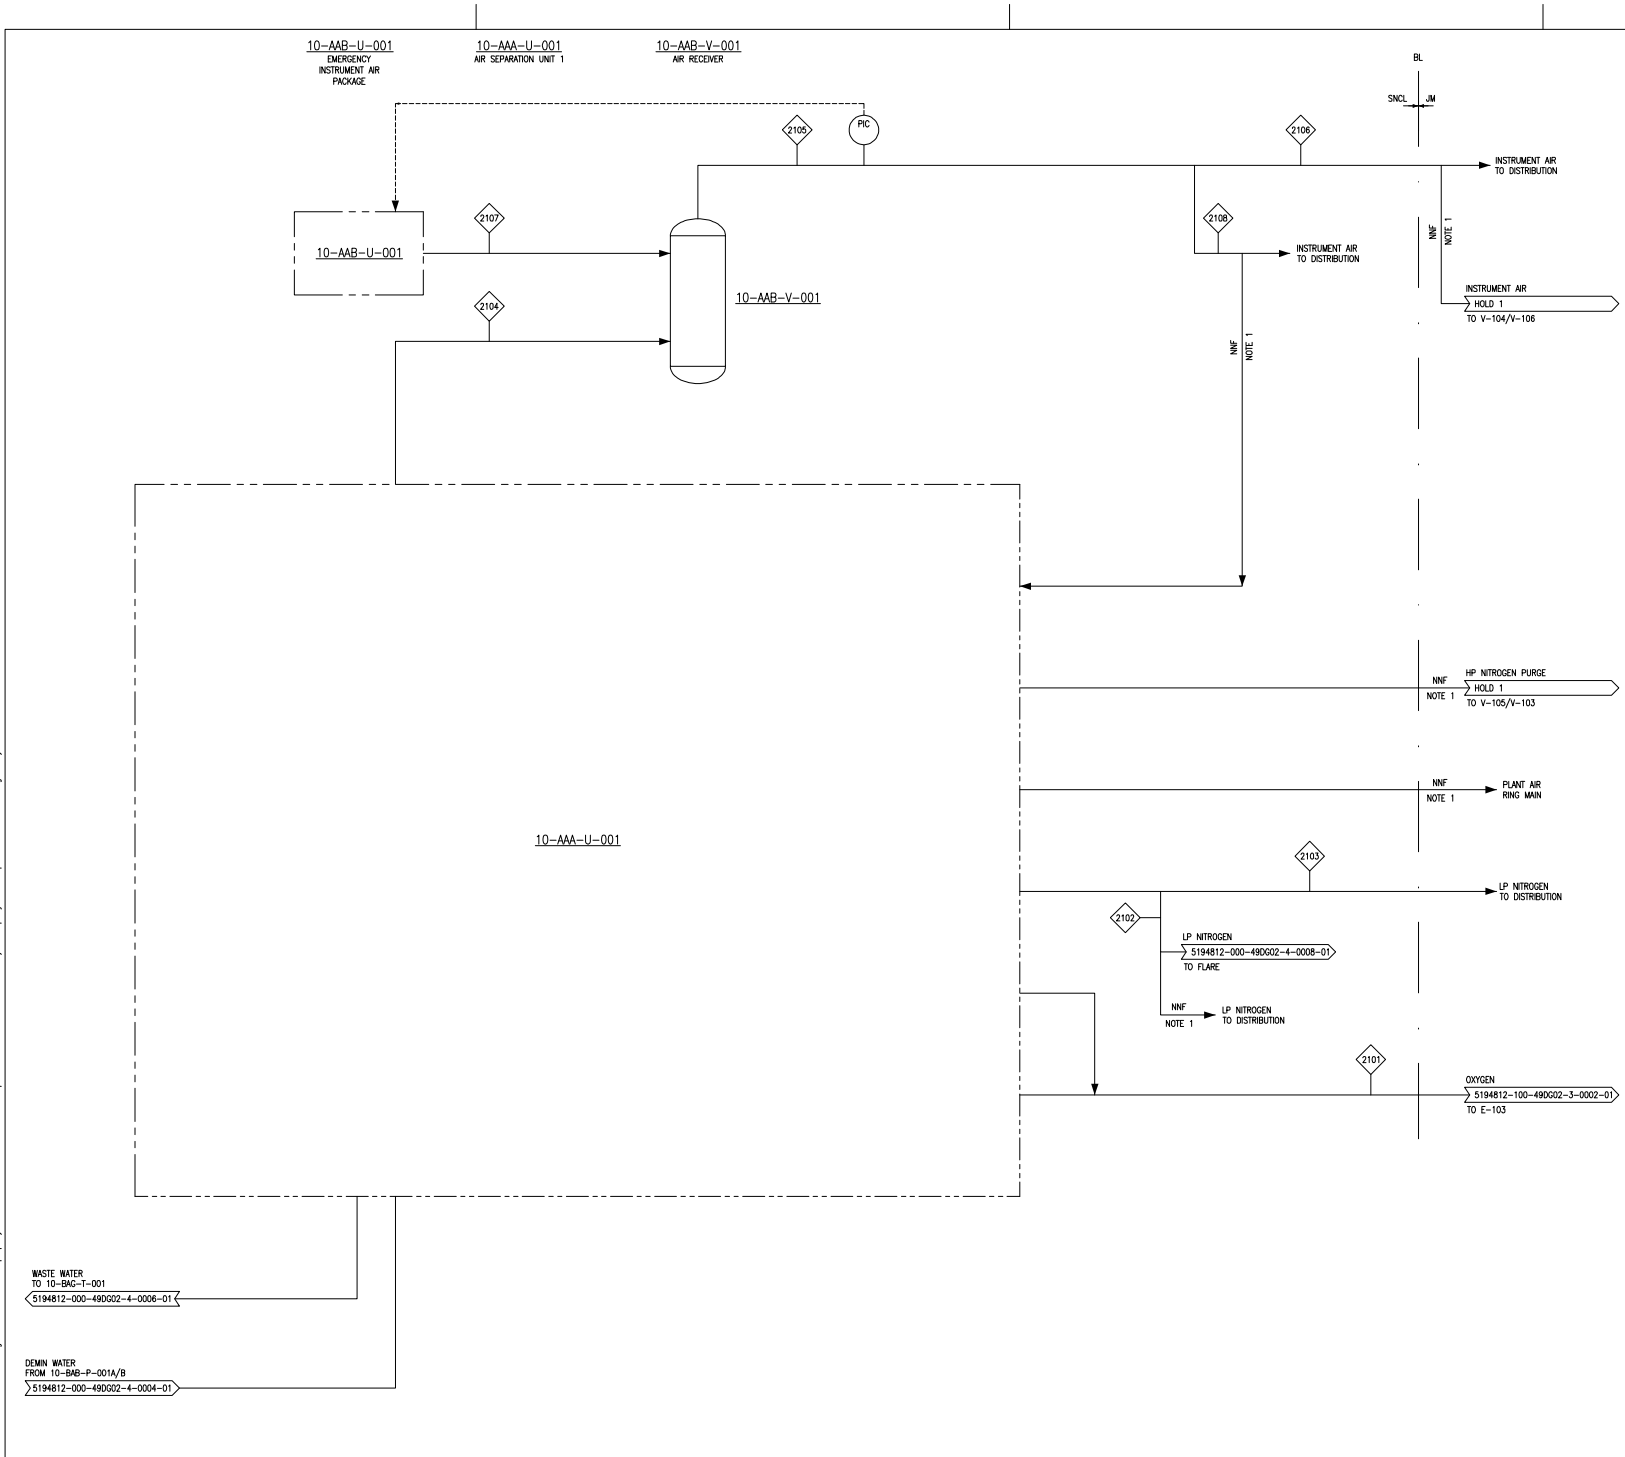 10-AAB-U-001
EMERGENCY
INSTRUMENT AIR
PACKAGE
10-AAA-U-001
AIR SEPARATION UNIT 1
10-AAB-V-001
AIR RECEIVER
BL
SNCL
JM
2105
PIC
2106
INSTRUMENT AIR
TO DISTRIBUTION
2107
2108
10-AAB-U-001
INSTRUMENT AIR
TO DISTRIBUTION
NNF
NOTE 1
10-AAB-V-001
2104
INSTRUMENT AIR
HOLD 1
TO V-104/V-106
NNF
NOTE 1
NNF
NOTE 1
HP NITROGEN PURGE
HOLD 1
TO V-105/V-103
NNF
NOTE 1
PLANT AIR
RING MAIN
10-AAA-U-001
2103
LP NITROGEN
TO DISTRIBUTION
2102
LP NITROGEN
5194812-000-49DG02-4-0008-01
TO FLARE
NNF
NOTE 1
LP NITROGEN
TO DISTRIBUTION
2101
OXYGEN
5194812-100-49DG02-3-0002-01
TO E-103
WASTE WATER
TO 10-BAG-T-001
5194812-000-49DG02-4-0006-01
DEMIN WATER
FROM 10-BAB-P-001A/B
5194812-000-49DG02-4-0004-01